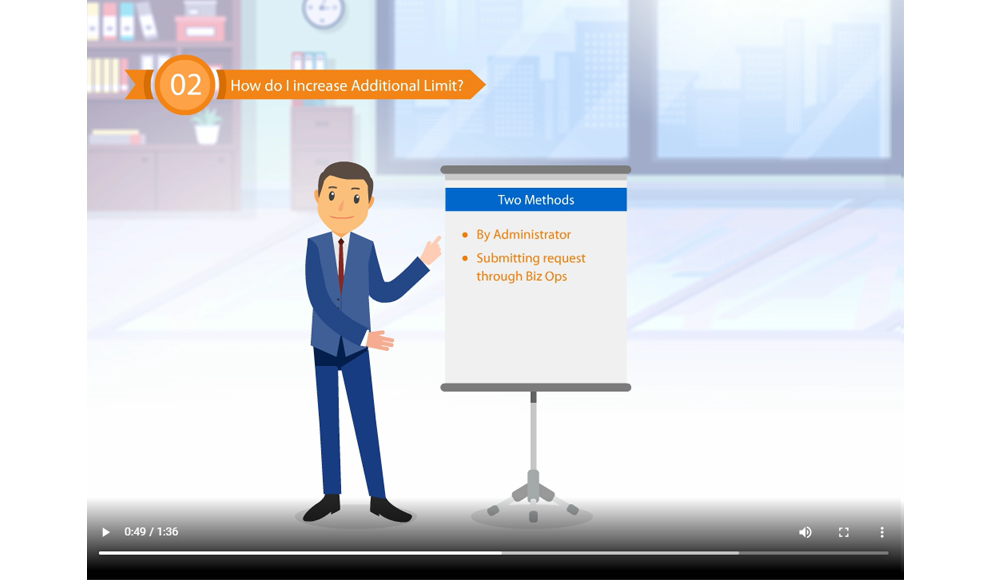 02
How do I increase Additional Limit?
Two Methods
• By Administrator
• Submitting request
through Biz Ops
0:49 / 1:36